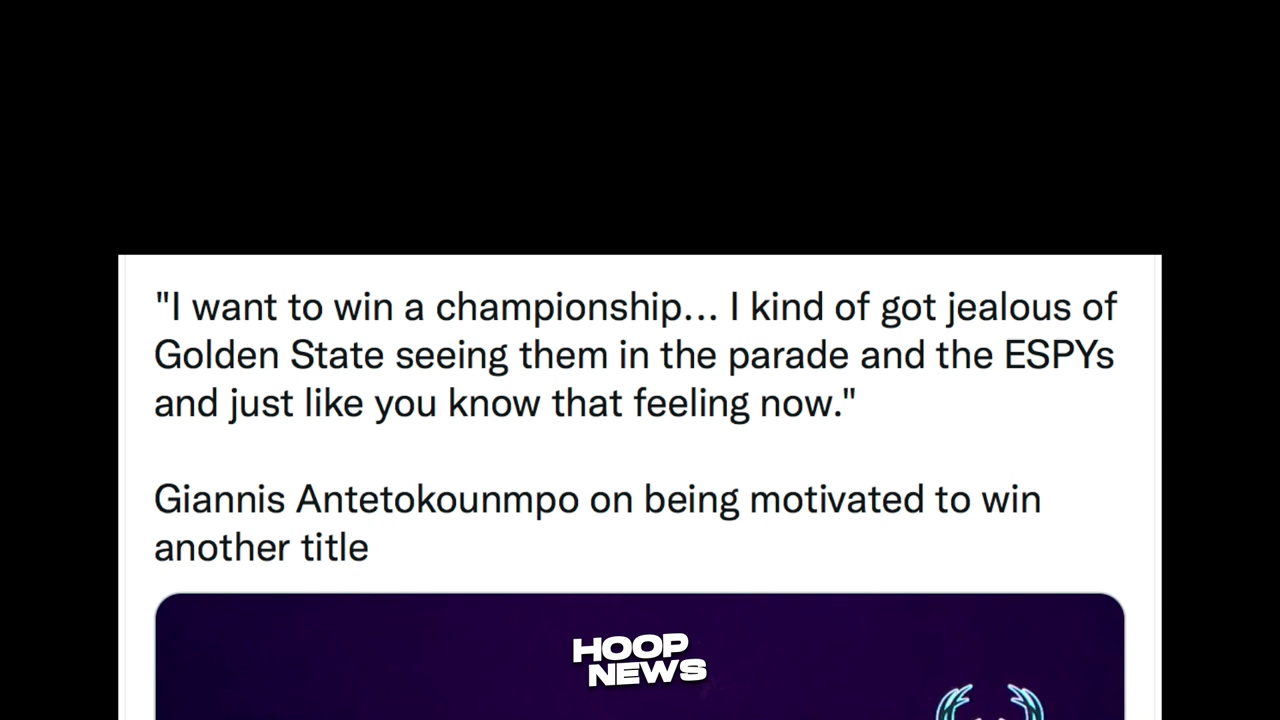 "I want to win a championship... I kind of got jealous of
Golden State seeing them in the parade and the ESPYs
and just like you know that feeling now."
Giannis Antetokounmpo on being motivated to win
another title
HOOP
NEWS